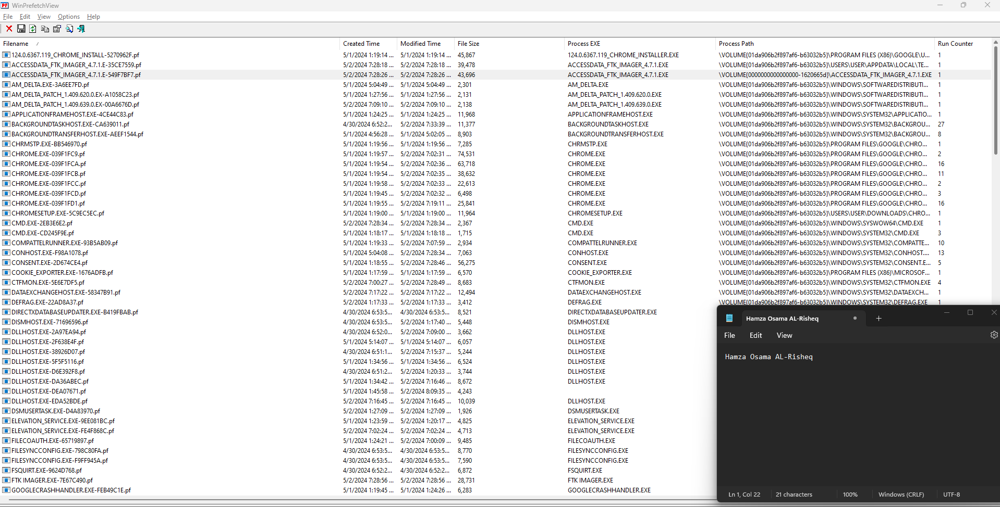 WinPrefetchView
File Edit View Options Help
Filename Created Time Modified Time File Size Process EXE Process Path Run Counter
124.0.6367.119_CHROME_INSTALL-5270962F.pf 5/1/2024 1:19:14 ... 5/1/2024 1:19:14 ... 45,867 124.0.6367.119_CHROME_INSTALLER.EXE \VOLUME{01da906b2f897af6-b63032b5}\PROGRAM FILES (X86)\GOOGLE\U... 1
ACCESSDATA_FTK_IMAGER_4.7.1.E-35CE7559.pf 5/2/2024 7:28:18 ... 5/2/2024 7:28:18 ... 39,478 ACCESSDATA_FTK_IMAGER_4.7.1.EXE \VOLUME{01da906b2f897af6-b63032b5}\USERS\USER\APPDATA\LOCAL\TE... 1
ACCESSDATA_FTK_IMAGER_4.7.1.E-549F7BF7.pf 5/2/2024 7:28:26 ... 5/2/2024 7:28:26 ... 43,696 ACCESSDATA_FTK_IMAGER_4.7.1.EXE \VOLUME{0000000000000000-1620665d}\ACCESSDATA_FTK_IMAGER_4.7.1.EXE 1
AM_DELTA.EXE-3A6EE7FD.pf 5/1/2024 5:04:49 ... 5/1/2024 5:04:49 ... 2,301 AM_DELTA.EXE \VOLUME{01da906b2f897af6-b63032b5}\WINDOWS\SOFTWAREDISTRIBUTI... 1
AM_DELTA_PATCH_1.409.620.0.EX-A1058C23.pf 5/1/2024 1:27:56 ... 5/1/2024 1:27:56 ... 2,131 AM_DELTA_PATCH_1.409.620.0.EXE \VOLUME{01da906b2f897af6-b63032b5}\WINDOWS\SOFTWAREDISTRIBUTI... 1
AM_DELTA_PATCH_1.409.639.0.EX-00A6676D.pf 5/2/2024 7:09:10 ... 5/2/2024 7:09:10 ... 2,138 AM_DELTA_PATCH_1.409.639.0.EXE \VOLUME{01da906b2f897af6-b63032b5}\WINDOWS\SOFTWAREDISTRIBUTI... 1
APPLICATIONFRAMEHOST.EXE-4CE44C83.pf 5/1/2024 1:24:25 ... 5/1/2024 1:24:25 ... 11,968 APPLICATIONFRAMEHOST.EXE \VOLUME{01da906b2f897af6-b63032b5}\WINDOWS\SYSTEM32\APPLICATIO... 1
BACKGROUNDTASKHOST.EXE-CA639011.pf 4/30/2024 6:52:2... 5/2/2024 7:33:39 ... 11,377 BACKGROUNDTASKHOST.EXE \VOLUME{01da906b2f897af6-b63032b5}\WINDOWS\SYSTEM32\BACKGROU... 27
BACKGROUNDTRANSFERHOST.EXE-AEEF1544.pf 5/1/2024 4:56:28 ... 5/1/2024 5:02:05 ... 8,903 BACKGROUNDTRANSFERHOST.EXE \VOLUME{01da906b2f897af6-b63032b5}\WINDOWS\SYSTEM32\BACKGROU... 8
CHRMSTP.EXE-BB546970.pf 5/1/2024 1:19:56 ... 5/1/2024 1:19:56 ... 7,285 CHRMSTP.EXE \VOLUME{01da906b2f897af6-b63032b5}\PROGRAM FILES\GOOGLE\CHRO... 1
CHROME.EXE-039F1FC9.pf 5/1/2024 1:19:57 ... 5/2/2024 7:02:31 ... 74,531 CHROME.EXE \VOLUME{01da906b2f897af6-b63032b5}\PROGRAM FILES\GOOGLE\CHRO... 2
CHROME.EXE-039F1FCA.pf 5/1/2024 1:19:54 ... 5/2/2024 7:02:36 ... 63,718 CHROME.EXE \VOLUME{01da906b2f897af6-b63032b5}\PROGRAM FILES\GOOGLE\CHRO... 16
CHROME.EXE-039F1FCB.pf 5/1/2024 1:19:54 ... 5/2/2024 7:02:35 ... 38,632 CHROME.EXE \VOLUME{01da906b2f897af6-b63032b5}\PROGRAM FILES\GOOGLE\CHRO... 11
CHROME.EXE-039F1FCC.pf 5/1/2024 1:19:58 ... 5/2/2024 7:02:33 ... 22,613 CHROME.EXE \VOLUME{01da906b2f897af6-b63032b5}\PROGRAM FILES\GOOGLE\CHRO... 2
CHROME.EXE-039F1FCD.pf 5/1/2024 1:19:45 ... 5/2/2024 7:02:32 ... 6,498 CHROME.EXE \VOLUME{01da906b2f897af6-b63032b5}\PROGRAM FILES\GOOGLE\CHRO... 3
CHROME.EXE-039F1FD1.pf 5/1/2024 1:19:55 ... 5/2/2024 7:19:11 ... 25,841 CHROME.EXE \VOLUME{01da906b2f897af6-b63032b5}\PROGRAM FILES\GOOGLE\CHRO... 16
CHROMESETUP.EXE-5C9EC5EC.pf 5/1/2024 1:19:00 ... 5/1/2024 1:19:00 ... 11,964 CHROMESETUP.EXE \VOLUME{01da906b2f897af6-b63032b5}\USERS\USER\DOWNLOADS\CHRO... 1
CMD.EXE-2EB3E6E2.pf 5/2/2024 7:28:34 ... 5/2/2024 7:28:34 ... 2,367 CMD.EXE \VOLUME{01da906b2f897af6-b63032b5}\WINDOWS\SYSWOW64\CMD.EXE 1
CMD.EXE-CD245F9E.pf 5/1/2024 1:18:17 ... 5/1/2024 1:18:18 ... 1,715 CMD.EXE \VOLUME{01da906b2f897af6-b63032b5}\WINDOWS\SYSTEM32\CMD.EXE 3
COMPATTELRUNNER.EXE-93B5AB09.pf 5/1/2024 1:19:33 ... 5/2/2024 7:07:59 ... 2,934 COMPATTELRUNNER.EXE \VOLUME{01da906b2f897af6-b63032b5}\WINDOWS\SYSTEM32\COMPATTE... 10
CONHOST.EXE-F98A1078.pf 5/1/2024 5:04:08 ... 5/2/2024 7:28:34 ... 7,063 CONHOST.EXE \VOLUME{01da906b2f897af6-b63032b5}\WINDOWS\SYSTEM32\CONHOST.... 13
CONSENT.EXE-2D674CE4.pf 5/1/2024 1:18:55 ... 5/2/2024 7:28:46 ... 56,275 CONSENT.EXE \VOLUME{01da906b2f897af6-b63032b5}\WINDOWS\SYSTEM32\CONSENT.E... 5
COOKIE_EXPORTER.EXE-1676ADFB.pf 5/1/2024 1:17:59 ... 5/1/2024 1:17:59 ... 6,570 COOKIE_EXPORTER.EXE \VOLUME{01da906b2f897af6-b63032b5}\PROGRAM FILES (X86)\MICROSOF... 1
CTFMON.EXE-5E6E7DF5.pf 5/2/2024 7:00:27 ... 5/2/2024 7:28:49 ... 8,683 CTFMON.EXE \VOLUME{01da906b2f897af6-b63032b5}\WINDOWS\SYSTEM32\CTFMON.EXE 4
DATAEXCHANGEHOST.EXE-58347B91.pf 5/2/2024 7:17:22 ... 5/2/2024 7:17:22 ... 12,494 DATAEXCHANGEHOST.EXE \VOLUME{01da906b2f897af6-b63032b5}\WINDOWS\SYSTEM32\DATAEXCH... 1
DEFRAG.EXE-22AD8A37.pf 5/2/2024 1:17:33 ... 5/2/2024 1:17:33 ... 3,412 DEFRAG.EXE \VOLUME{01da906b2f897af6-b63032b5}\WINDOWS\SYSTEM32\DEFRAG.EXE 1
DIRECTXDATABASEUPDATER.EXE-B419FBAB.pf 4/30/2024 6:53:5... 4/30/2024 6:53:5... 8,521 DIRECTXDATABASEUPDATER.EXE
DISMHOST.EXE-71696596.pf 4/30/2024 6:53:5... 5/2/2024 1:17:40 ... 5,448 DISMHOST.EXE
DLLHOST.EXE-2A97EA94.pf 4/30/2024 6:52:0... 5/2/2024 7:09:00 ... 3,662 DLLHOST.EXE
DLLHOST.EXE-2F638E4F.pf 5/1/2024 5:14:07 ... 5/1/2024 5:14:07 ... 6,057 DLLHOST.EXE
DLLHOST.EXE-38926D07.pf 4/30/2024 6:51:1... 5/2/2024 7:15:37 ... 5,244 DLLHOST.EXE
DLLHOST.EXE-5F5F5116.pf 5/1/2024 1:34:56 ... 5/1/2024 1:34:56 ... 6,524 DLLHOST.EXE
DLLHOST.EXE-D6E392F8.pf 4/30/2024 6:51:2... 5/2/2024 1:20:33 ... 3,744 DLLHOST.EXE
DLLHOST.EXE-DA36ABEC.pf 5/1/2024 1:34:42 ... 5/2/2024 7:16:46 ... 8,672 DLLHOST.EXE
DLLHOST.EXE-DEA07671.pf 5/1/2024 1:45:58 ... 5/2/2024 8:09:35 ... 4,243
DLLHOST.EXE-EDA52BDE.pf 5/2/2024 7:16:45 ... 5/2/2024 7:16:45 ... 10,039 DLLHOST.EXE
DSMUSERTASK.EXE-D4A83970.pf 5/2/2024 1:27:09 ... 5/2/2024 1:27:09 ... 1,926 DSMUSERTASK.EXE
ELEVATION_SERVICE.EXE-9EE081BC.pf 5/1/2024 1:23:59 ... 5/2/2024 1:20:17 ... 4,825 ELEVATION_SERVICE.EXE
ELEVATION_SERVICE.EXE-FE4F868C.pf 5/2/2024 7:02:24 ... 5/2/2024 7:02:24 ... 4,713 ELEVATION_SERVICE.EXE
FILECOAUTH.EXE-65719897.pf 5/1/2024 1:24:21 ... 5/2/2024 7:00:09 ... 9,485 FILECOAUTH.EXE
FILESYNCCONFIG.EXE-798C80FA.pf 4/30/2024 6:53:5... 4/30/2024 6:53:5... 8,770 FILESYNCCONFIG.EXE
FILESYNCCONFIG.EXE-F9FF945A.pf 4/30/2024 6:53:5... 4/30/2024 6:53:5... 7,590 FILESYNCCONFIG.EXE
FSQUIRT.EXE-9624D768.pf 4/30/2024 6:52:2... 4/30/2024 6:52:2... 6,872 FSQUIRT.EXE
FTK IMAGER.EXE-7E67C490.pf 5/2/2024 7:28:56 ... 5/2/2024 7:28:56 ... 28,731 FTK IMAGER.EXE
GOOGLECRASHHANDLER.EXE-FEB49C1E.pf 5/1/2024 1:19:45 ... 5/1/2024 1:24:26 ... 6,283 GOOGLECRASHHANDLER.EXE
Hamza Osama AL-Risheq
File Edit View
Hamza Osama AL-Risheq
Ln 1, Col 22 21 characters 100% Windows (CRLF) UTF-8